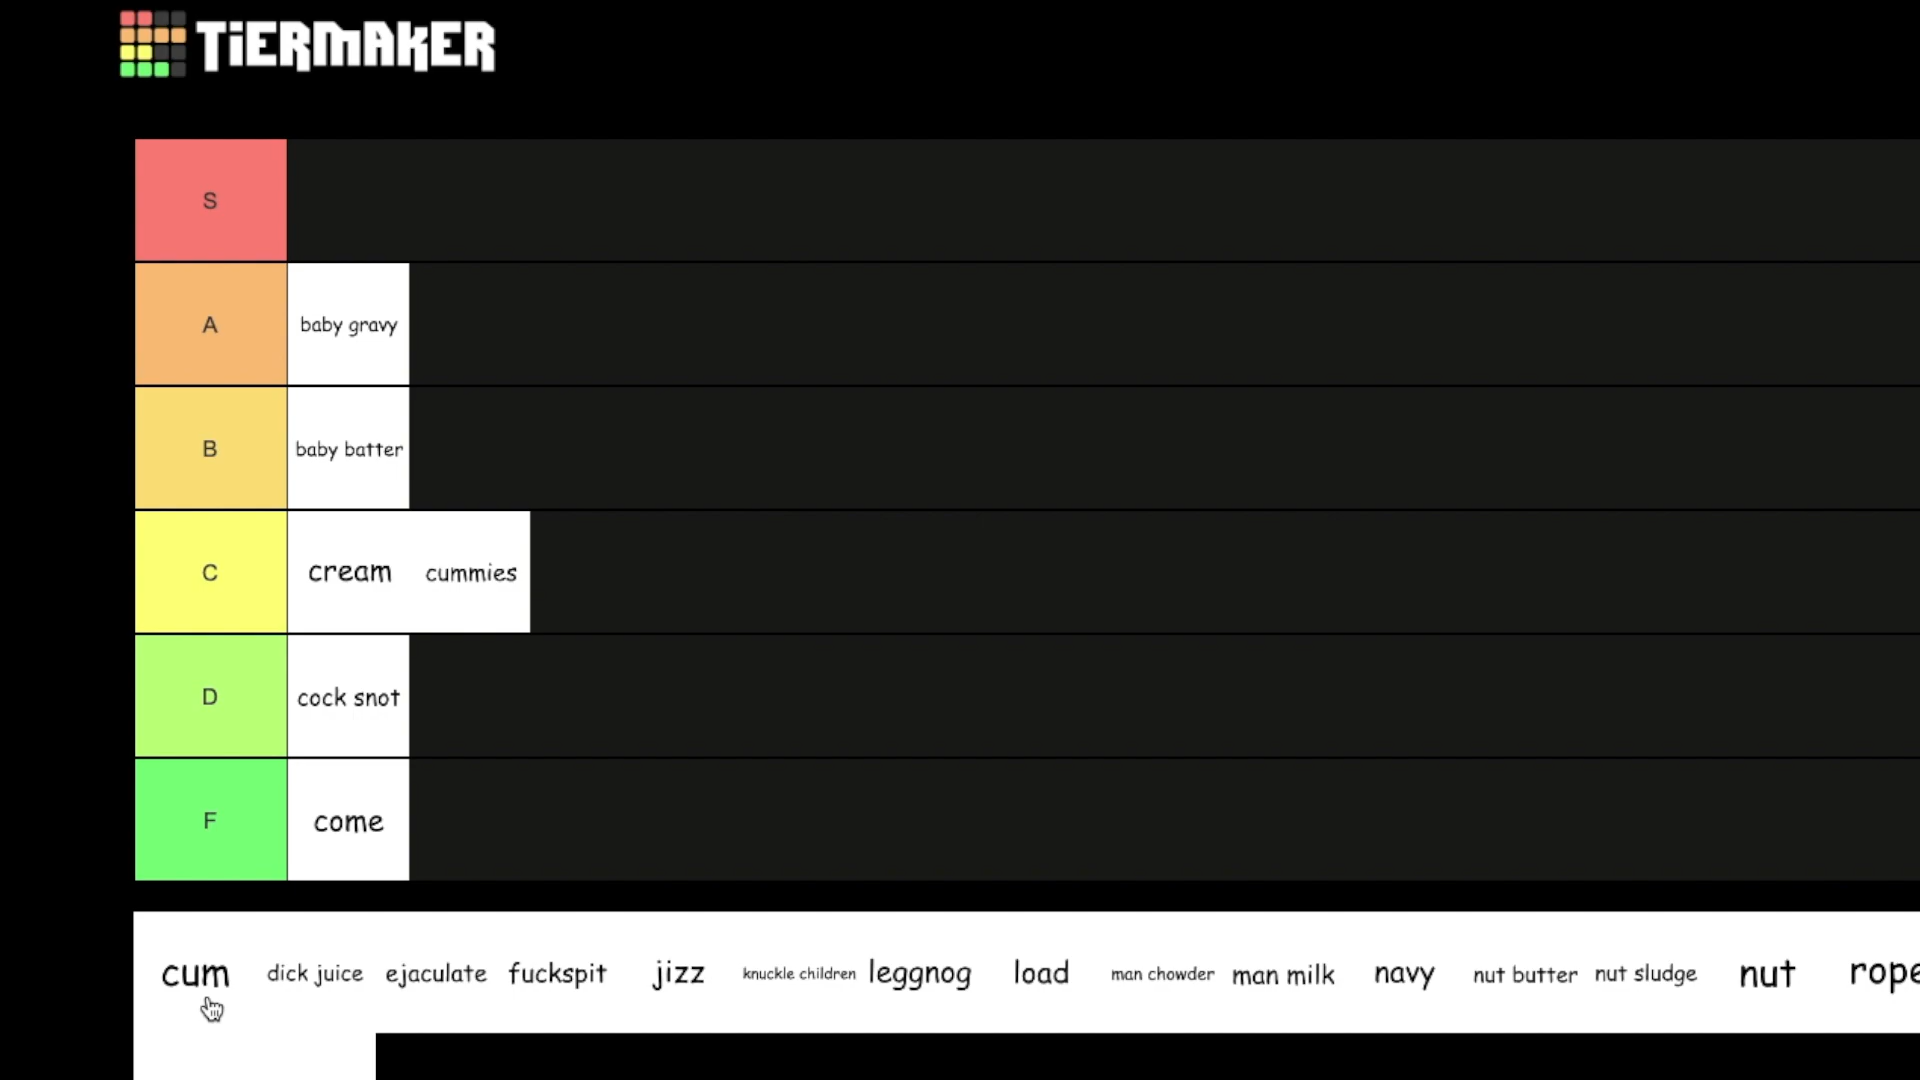 TiERMAKER
S
A
baby gravy
B
baby batter
C
cream cummies
D
cock snot
F
come
cum dick juice ejaculate fuckspit jizz knuckle children leggnog load man chowder man milk navy nut butter nut sludge nut rope